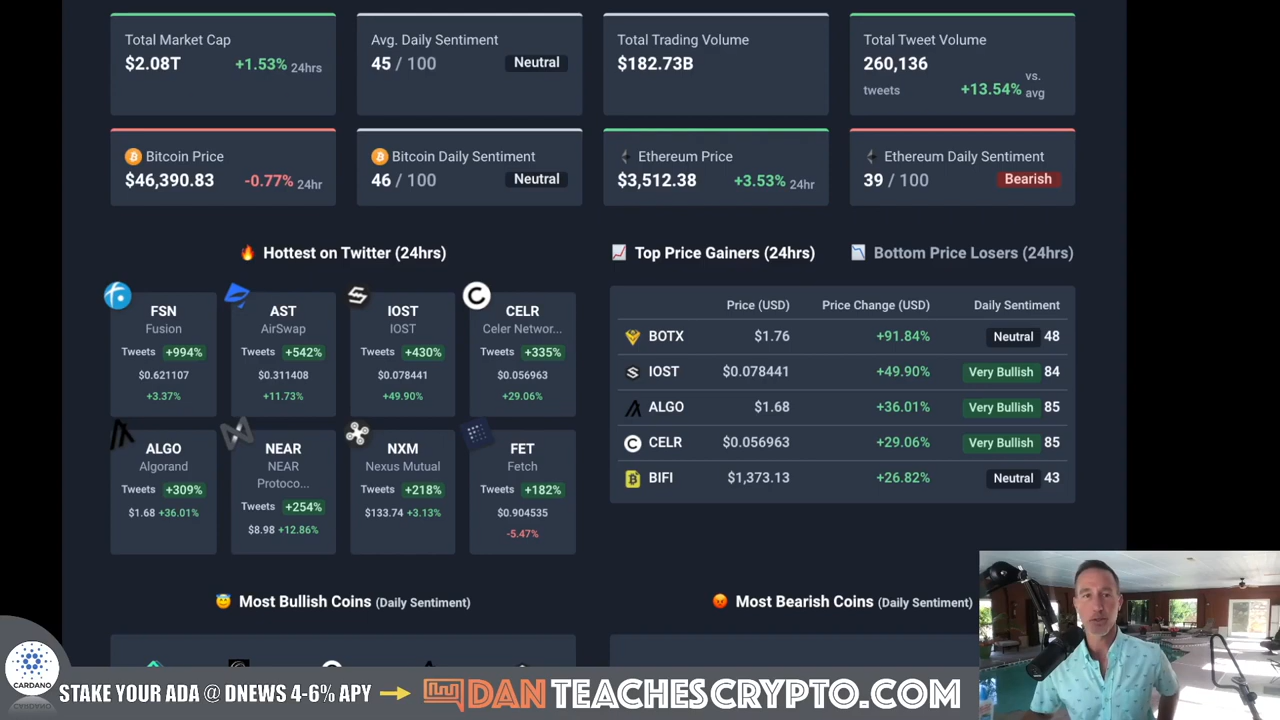 Total Market Cap
$2.08T +1.53% 24hrs
Avg. Daily Sentiment
45 / 100 Neutral
Total Trading Volume
$182.73B
Total Tweet Volume
260,136
tweets +13.54% vs. avg
Bitcoin Price
$46,390.83 -0.77% 24hr
Bitcoin Daily Sentiment
46 / 100 Neutral
Ethereum Price
$3,512.38 +3.53% 24hr
Ethereum Daily Sentiment
39 / 100 Bearish
Hottest on Twitter (24hrs)
FSN
Fusion
Tweets +994%
$0.621107
+3.37%
AST
AirSwap
Tweets +542%
$0.311408
+11.73%
IOST
IOST
Tweets +430%
$0.078441
+49.90%
CELR
Celer Networ...
Tweets +335%
$0.056963
+29.06%
ALGO
Algorand
Tweets +309%
$1.68 +36.01%
NEAR
NEAR
Protoco...
Tweets +254%
$8.98 +12.86%
NXM
Nexus Mutual
Tweets +218%
$133.74 +3.13%
FET
Fetch
Tweets +182%
$0.904535
-5.47%
Top Price Gainers (24hrs) Bottom Price Losers (24hrs)
Price (USD) Price Change (USD) Daily Sentiment
BOTX $1.76 +91.84% Neutral 48
IOST $0.078441 +49.90% Very Bullish 84
ALGO $1.68 +36.01% Very Bullish 85
CELR $0.056963 +29.06% Very Bullish 85
BIFI $1,373.13 +26.82% Neutral 43
Most Bullish Coins (Daily Sentiment)
Most Bearish Coins (Daily Sentiment)
CARDANO
STAKE YOUR ADA @ DNEWS 4-6% APY DANTEACHESCRYPTO.COM